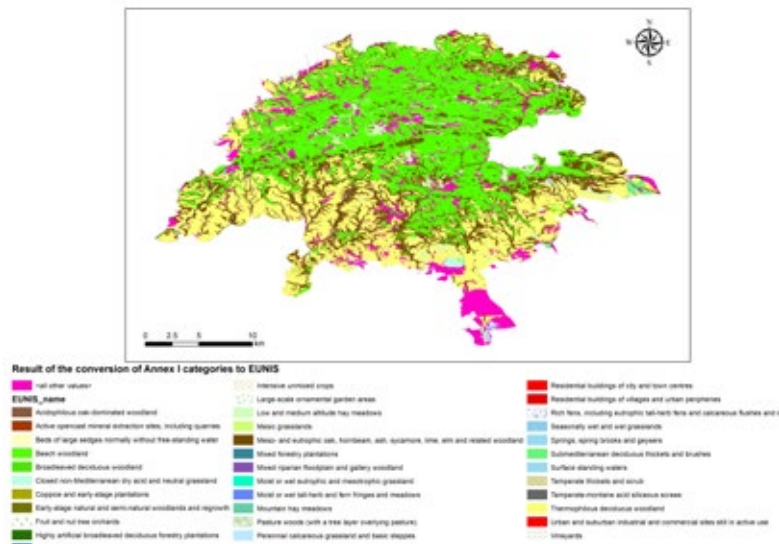 N
W E
S
0 2.5 5 10
km
Result of the conversion of Annex I categories to EUNIS
<all other values>
EUNIS_name
Acidophilous oak-dominated woodland
Active opencast mineral extraction sites, including quarries
Beds of large sedges normally without free-standing water
Beech woodland
Broadleaved deciduous woodland
Closed non-Mediterranean dry acid and neutral grassland
Coppice and early-stage plantations
Early-stage natural and semi-natural woodlands and regrowth
Fruit and nut tree orchards
Highly artificial broadleaved deciduous forestry plantations
Intensive unmixed crops
Large-scale ornamental garden areas
Low and medium altitude hay meadows
Mesic grasslands
Meso- and eutrophic oak, hornbeam, ash, sycamore, lime, elm and related woodland
Mixed forestry plantations
Mixed riparian floodplain and gallery woodland
Moist or wet eutrophic and mesotrophic grassland
Moist or wet tall-herb and fern fringes and meadows
Mountain hay meadows
Pasture woods (with a tree layer overlying pasture)
Perennial calcareous grassland and basic steppes
Residential buildings of city and town centres
Residential buildings of villages and urban peripheries
Rich fens, including eutrophic tall-herb fens and calcareous flushes and
Seasonally wet and wet grasslands
Springs, spring brooks and geysers
Submediterranean deciduous thickets and brushes
Surface standing waters
Temperate thickets and scrub
Temperate-montane acid siliceous screes
Thermophilous deciduous woodland
Urban and suburban industrial and commercial sites still in active use
Vineyards